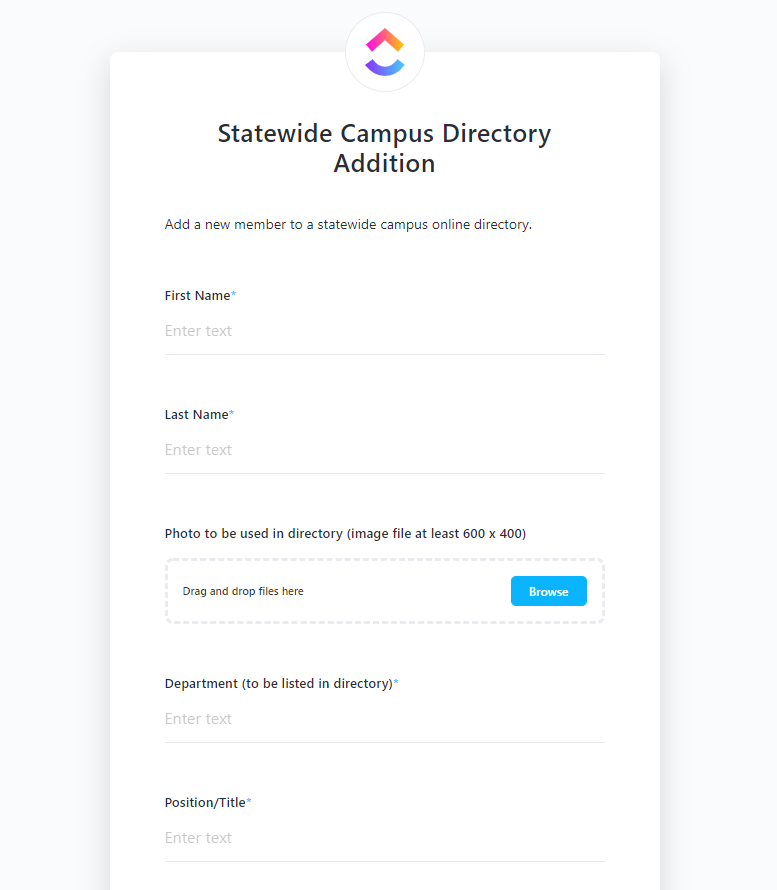 Statewide Campus Directory
Addition
Add a new member to a statewide campus online directory.
First Name*
Enter text
Last Name*
Enter text
Photo to be used in directory (image file at least 600 x 400)
Drag and drop files here Browse
Department (to be listed in directory)*
Enter text
Position/Title*
Enter text